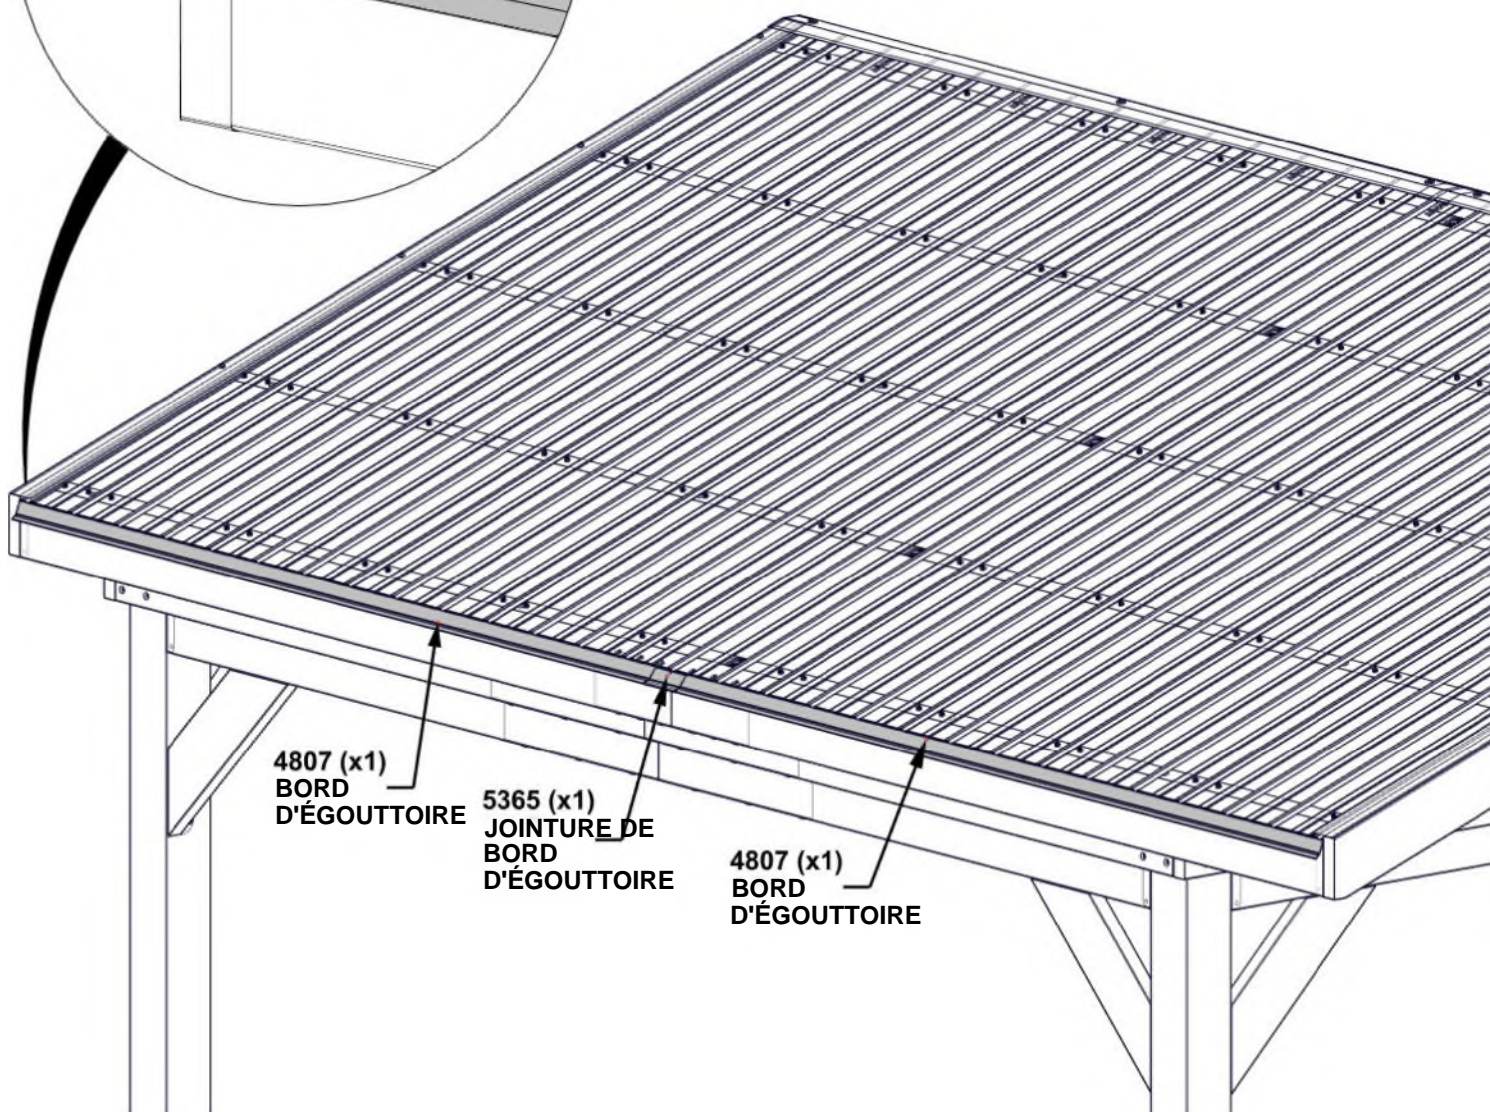 4807 (x1)
BORD
D'ÉGOUTTOIRE
5365 (x1)
JOINTURE DE
BORD
D'ÉGOUTTOIRE
4807 (x1)
BORD
D'ÉGOUTTOIRE